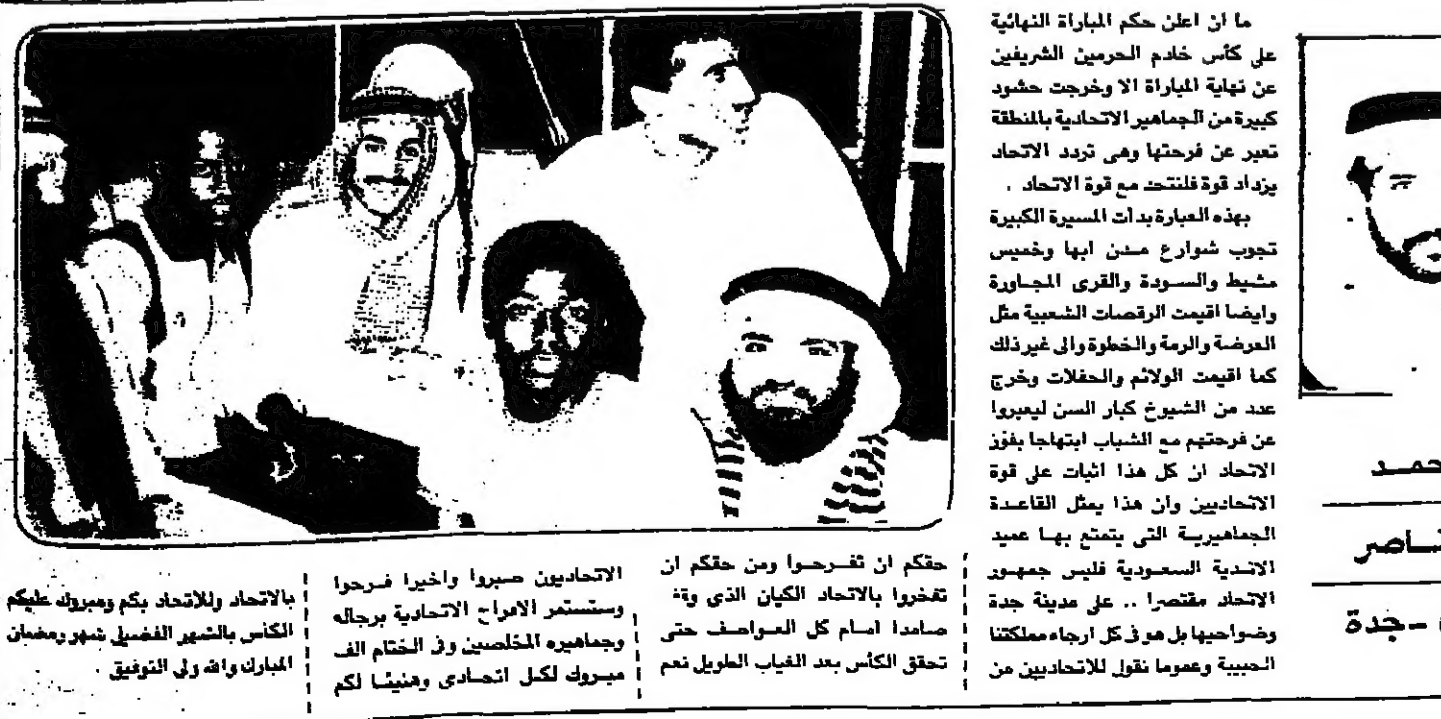 ما ان اعلن حكم المباراة النهائية
على كأس خادم الحرمين الشريفين
عن نهاية المباراة الا وخرجت حشود
كبيرة من الجماهير الاتحادية بالمنطقة
تعبر عن فرحتها وهى تردد الاتحاد
يزداد قوة فلنتحد مع قوة الاتحاد .
بهذه العبارة بدأت المسيرة الكبيرة
تجوب شوارع مدن ابها وخميس
مشيط والسودة والقرى المجاورة
وايضا اقيمت الرقصات الشعبية مثل
العرضة والرمة والخطوة والى غير ذلك
كما اقيمت الولائم والحفلات وخرج
عدد من الشيوخ كبار السن ليعبروا
عن فرحتهم مع الشباب ابتهاجا بفوز
الاتحاد ان كل هذا اثبات على قوة
الاتحاديين وان هذا يمثل القاعدة
الجماهيرية التى يتمتع بها عميد
الاندية السعودية فليس جمهور
الاتحاد مقتصرا .. على مدينة جدة
وضواحيها بل هو فى كل ارجاء مملكتنا
الحبيبة وعموما نقول للاتحاديين من
حقكم ان تفرحوا ومن حقكم ان
تفخروا بالاتحاد الكيان الذى وقف
صامدا امام كل العواصف حتى
تحقق الكأس بعد الغياب الطويل نعم
الاتحاديون صبروا واخيرا فرحوا
وستستمر الافراح الاتحادية برجاله
وجماهيره المخلصين وفى الختام الف
مبروك لكل اتحادى وهنيئا لكم
بالاتحاد وللاتحاد بكم ومبروك عليكم
الكأس بالشهر الفضيل شهر رمضان
المبارك والله ولى التوفيق .
حمد
ناصر
- جدة